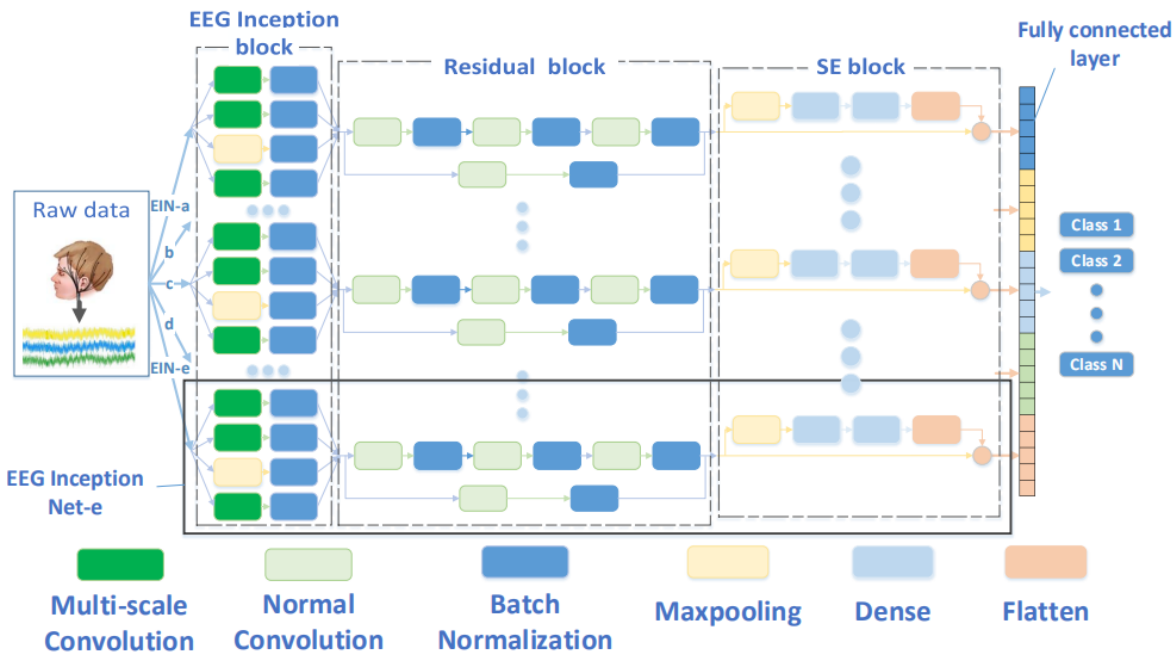 EEG Inception
block
Residual  block
SE block
Fully connected
layer
Raw data
EIN-a
b
c
d
EIN-e
Class 1
Class 2
Class N
EEG Inception
Net-e
Multi-scale
Convolution
Normal
Convolution
Batch
Normalization
Maxpooling
Dense
Flatten